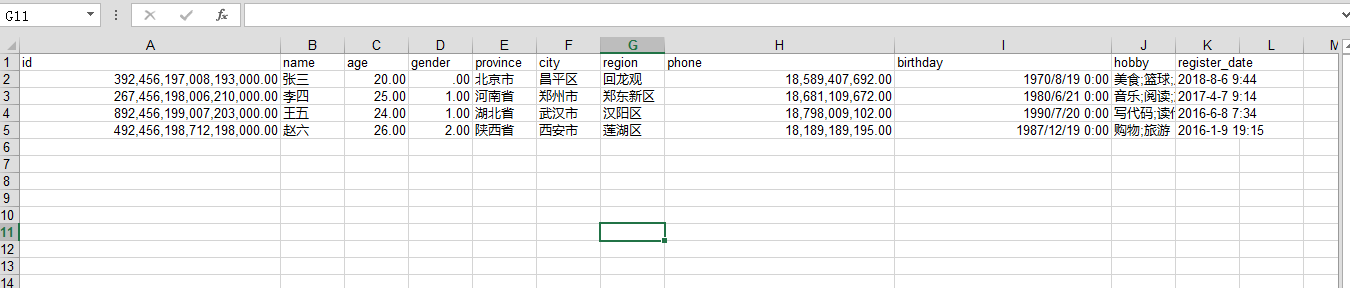 G11 fx
A B C D E F G H I J K L M
1 id name age gender province city region phone birthday hobby register_date
2 392,456,197,008,193,000.00 张三 20.00 .00 北京市 昌平区 回龙观 18,589,407,692.00 1970/8/19 0:00 美食;篮球; 2018-8-6 9:44
3 267,456,198,006,210,000.00 李四 25.00 1.00 河南省 郑州市 郑东新区 18,681,109,672.00 1980/6/21 0:00 音乐;阅读; 2017-4-7 9:14
4 892,456,199,007,203,000.00 王五 24.00 1.00 湖北省 武汉市 汉阳区 18,798,009,102.00 1990/7/20 0:00 写代码;读 2016-6-8 7:34
5 492,456,198,712,198,000.00 赵六 26.00 2.00 陕西省 西安市 莲湖区 18,189,189,195.00 1987/12/19 0:00 购物;旅游 2016-1-9 19:15
6
7
8
9
10
11
12
13
14